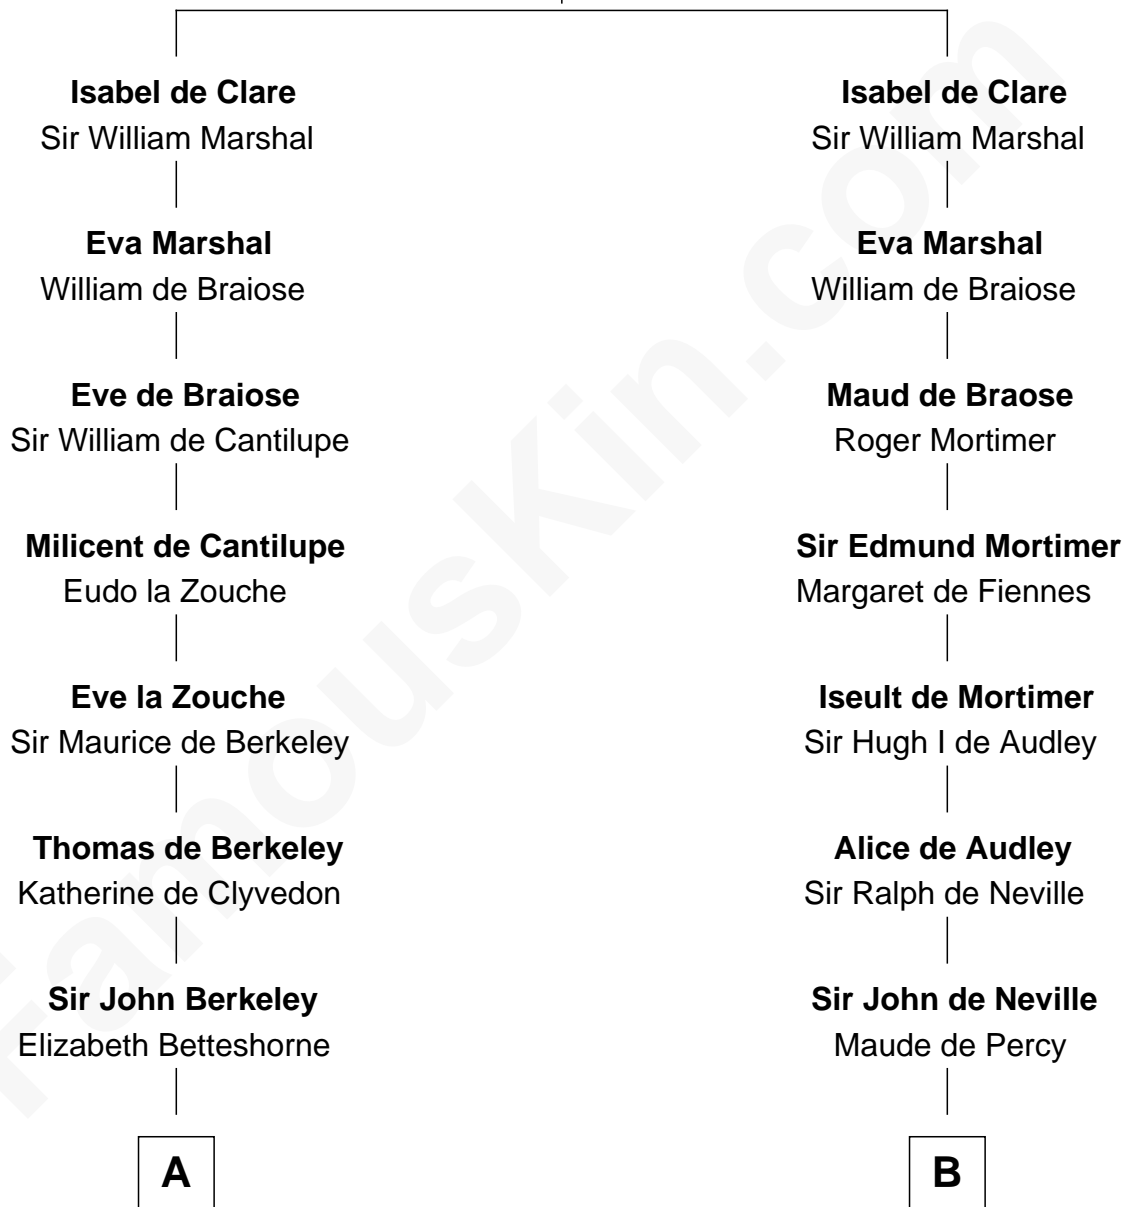 Isabel de Clare
Sir William Marshal
Eva Marshal
William de Braiose
Eve de Braiose
Sir William de Cantilupe
Milicent de Cantilupe
Eudo la Zouche
Eve la Zouche
Sir Maurice de Berkeley
Thomas de Berkeley
Katherine de Clyvedon
Sir John Berkeley
Elizabeth Betteshorne
A
Isabel de Clare
Sir William Marshal
Eva Marshal
William de Braiose
Maud de Braose
Roger Mortimer
Sir Edmund Mortimer
Margaret de Fiennes
Iseult de Mortimer
Sir Hugh I de Audley
Alice de Audley
Sir Ralph de Neville
Sir John de Neville
Maude de Percy
B
FamousKin.com